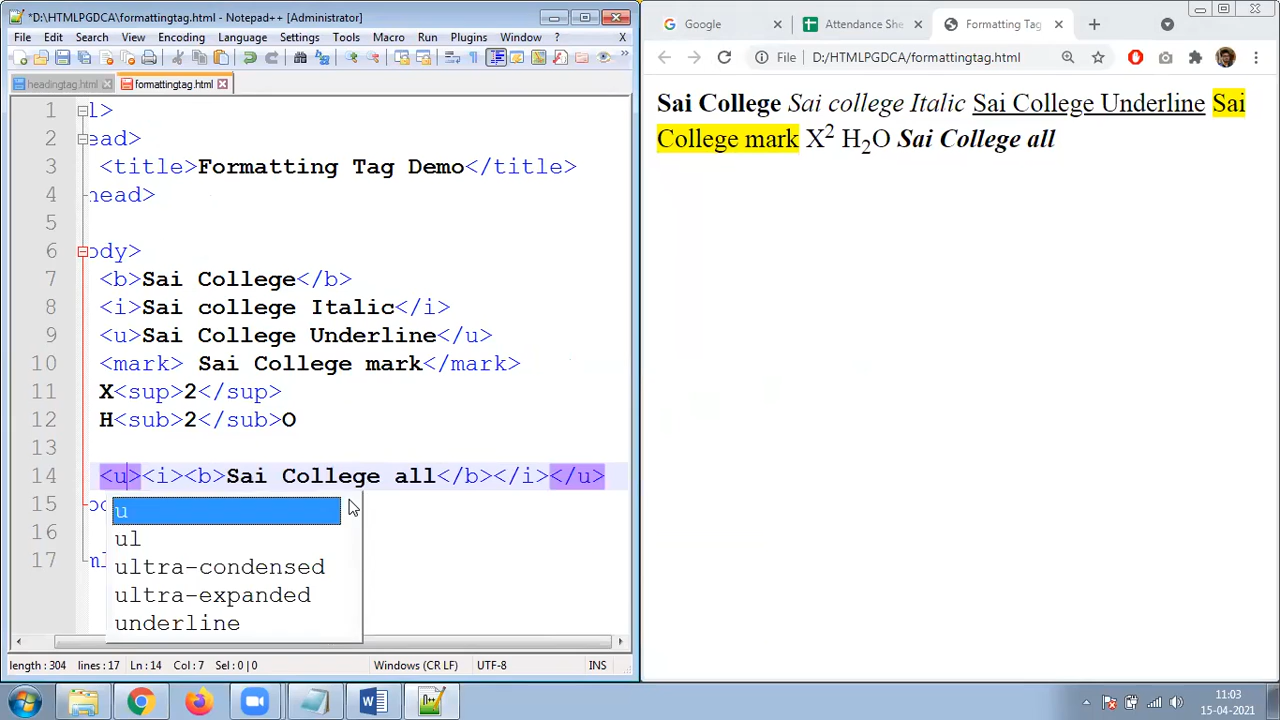 *D:\HTMLPGDCA\formattingtag.html - Notepad++ [Administrator]
File Edit Search View Encoding Language Settings Tools Macro Run Plugins Window ? X
headingtag.html formattingtag.html
1 l>
2 ead>
3 <title>Formatting Tag Demo</title>
4 head>
5
6 ody>
7 <b>Sai College</b>
8 <i>Sai college Italic</i>
9 <u>Sai College Underline</u>
10 <mark> Sai College mark</mark>
11 X<sup>2</sup>
12 H<sub>2</sub>O
13
14 <u><i><b>Sai College all</b></i></u>
15 oc
16
17 ml
u
ul
ultra-condensed
ultra-expanded
underline
length : 304 lines : 17 Ln : 14 Col : 7 Sel : 0 | 0 Windows (CR LF) UTF-8 INS
Google Attendance She Formatting Tag
File D:/HTMLPGDCA/formattingtag.html
Sai College Sai college Italic Sai College Underline Sai
College mark X2 H2O Sai College all
11:03
15-04-2021